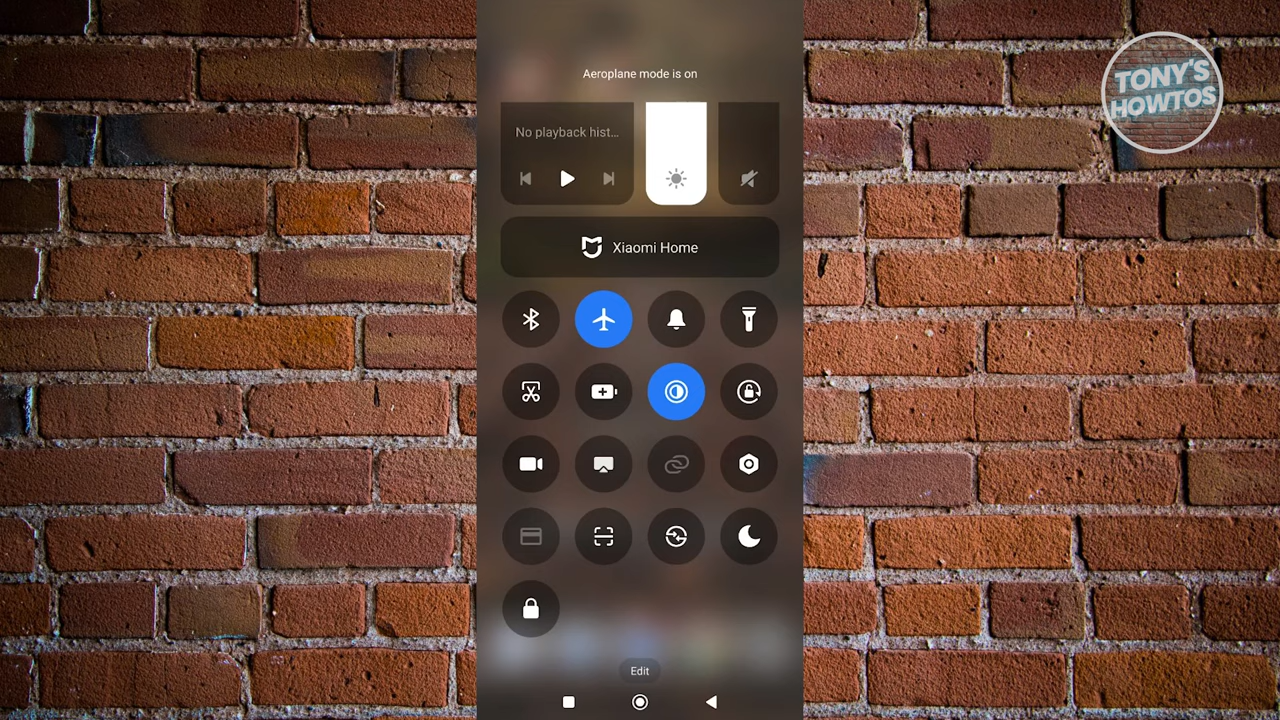 Aeroplane mode is on
TONY'S
HOWTOS
No playback hist...
Xiaomi Home
Edit